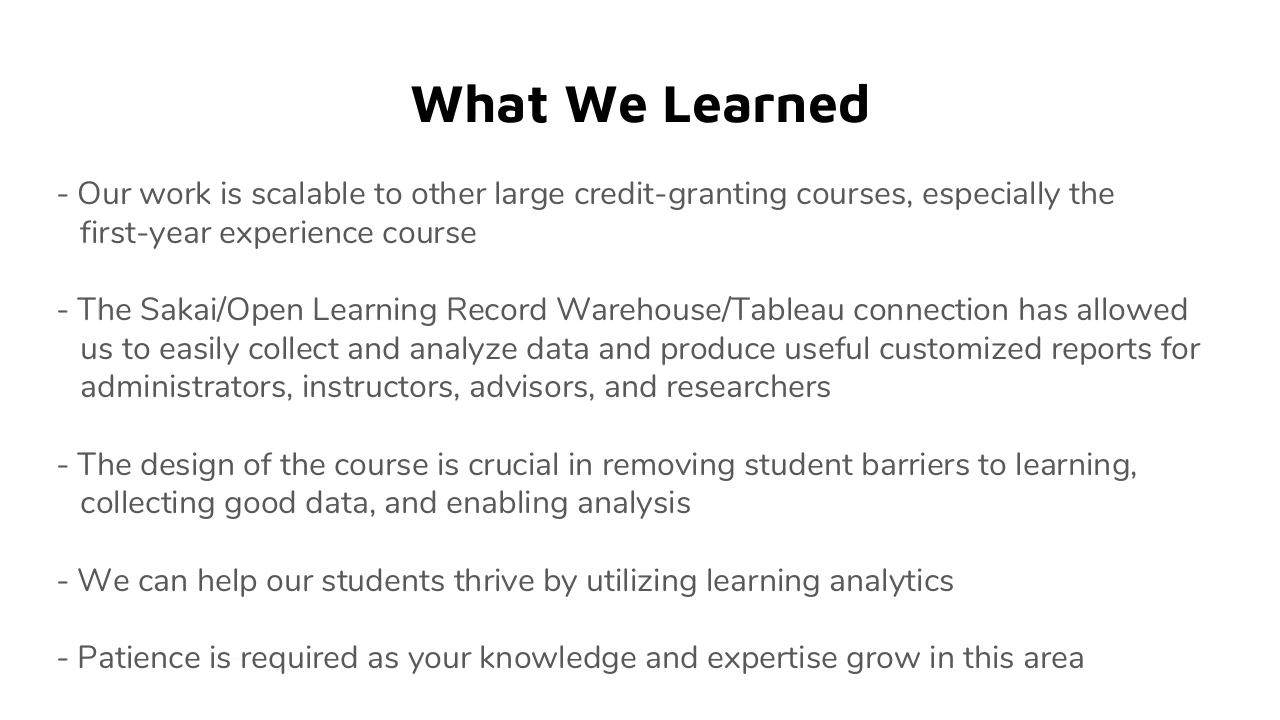 What We Learned
- Our work is scalable to other large credit-granting courses, especially the
first-year experience course
- The Sakai/Open Learning Record Warehouse/Tableau connection has allowed
us to easily collect and analyze data and produce useful customized reports for
administrators, instructors, advisors, and researchers
- The design of the course is crucial in removing student barriers to learning,
collecting good data, and enabling analysis
- We can help our students thrive by utilizing learning analytics
- Patience is required as your knowledge and expertise grow in this area